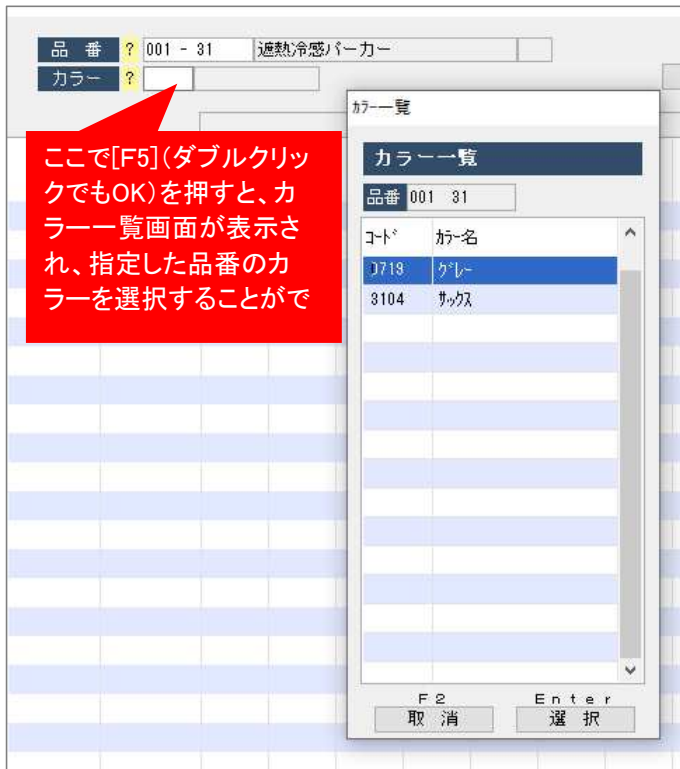 品 番 ? 001 - 31 遮熱冷感パーカー
カラー ?
ここで[F5](ダブルクリッ
クでもOK)を押すと、カ
ラー一覧画面が表示さ
れ、指定した品番のカ
ラーを選択することがで
ｶﾗｰ一覧
カラー一覧
品番 001 31
ｺｰﾄﾞ ｶﾗｰ名
0719 ｸﾞﾚｰ
3104 ｻｯｸｽ
F2 Enter
取 消 選 択